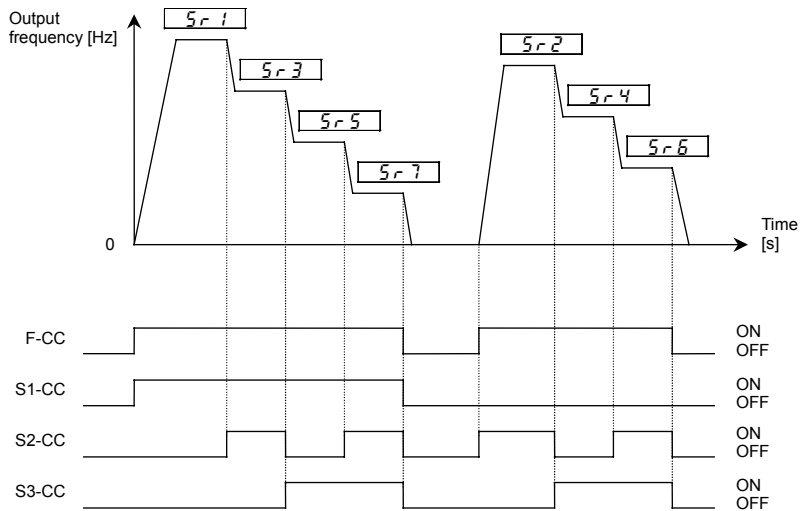 Output
frequency [Hz]
Sr1
Sr3
Sr5
Sr7
Sr2
Sr4
Sr6
0
Time
[s]
F-CC
ON
OFF
S1-CC
ON
OFF
S2-CC
ON
OFF
S3-CC
ON
OFF